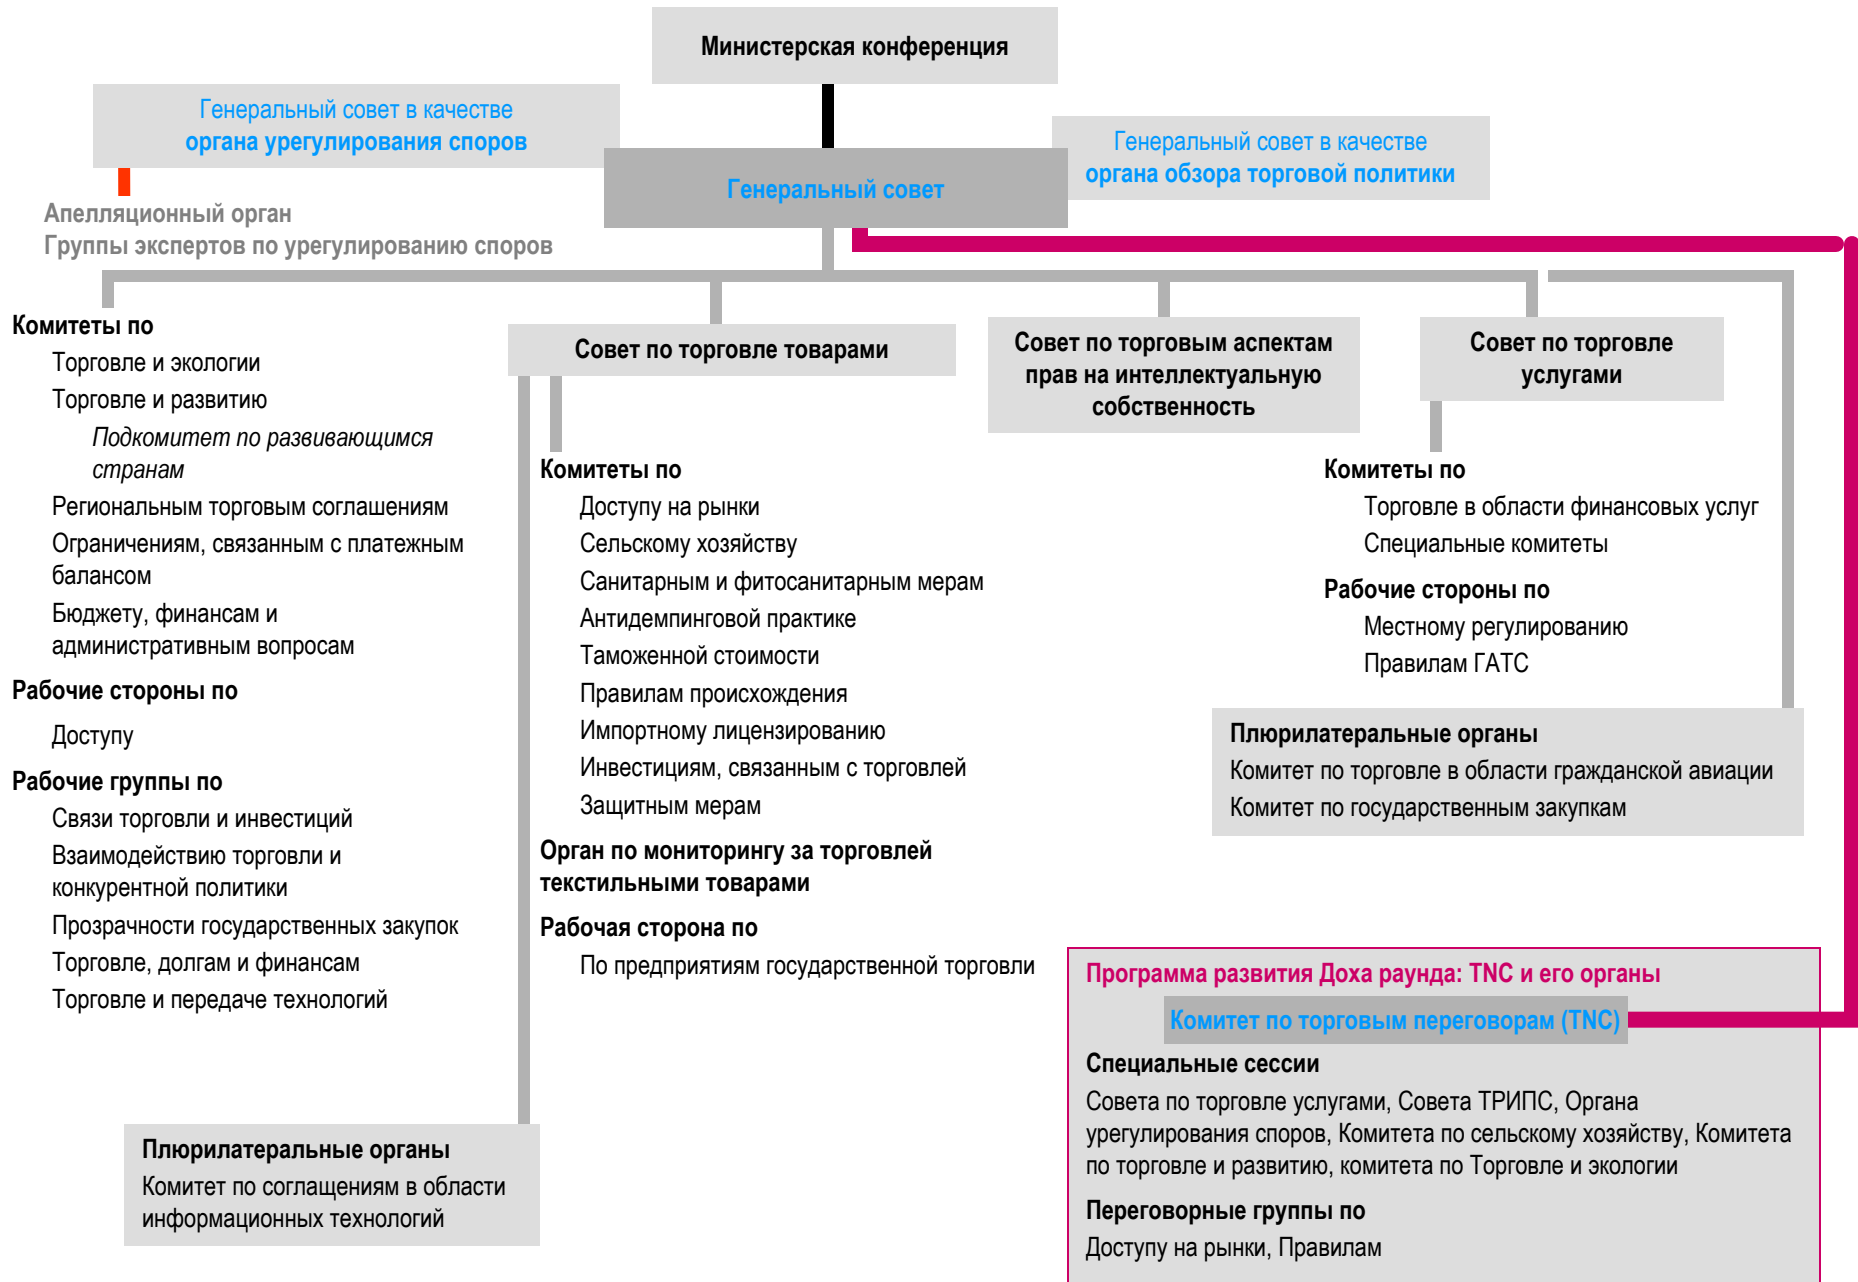 Министерская конференция
Генеральный совет в качестве
органа урегулирования споров
Генеральный совет в качестве
органа обзора торговой политики
Генеральный совет
Апелляционный орган
Группы экспертов по урегулированию споров
Комитеты по
Торговле и экологии
Торговле и развитию
Подкомитет по развивающимся
странам
Региональным торговым соглашениям
Ограничениям, связанным с платежным
балансом
Бюджету, финансам и
административным вопросам
Рабочие стороны по
Доступу
Рабочие группы по
Связи торговли и инвестиций
Взаимодействию торговли и
конкурентной политики
Прозрачности государственных закупок
Торговле, долгам и финансам
Торговле и передаче технологий
Плюрилатеральные органы
Комитет по соглащениям в области
информационных технологий
Совет по торговле товарами
Комитеты по
Доступу на рынки
Сельскому хозяйству
Санитарным и фитосанитарным мерам
Антидемпинговой практике
Таможенной стоимости
Правилам происхождения
Импортному лицензированию
Инвестициям, связанным с торговлей
Защитным мерам
Орган по мониторингу за торговлей
текстильными товарами
Рабочая сторона по
По предприятиям государственной торговли
Совет по торговым аспектам
прав на интеллектуальную
собственность
Совет по торговле
услугами
Комитеты по
Торговле в области финансовых услуг
Специальные комитеты
Рабочие стороны по
Местному регулированию
Правилам ГАТС
Плюрилатеральные органы
Комитет по торговле в области гражданской авиации
Комитет по государственным закупкам
Программа развития Доха раунда: TNC и его органы
Комитет по торговым переговорам (TNC)
Специальные сессии
Совета по торговле услугами, Совета ТРИПС, Органа
урегулирования споров, Комитета по сельскому хозяйству, Комитета
по торговле и развитию, комитета по Торговле и экологии
Переговорные группы по
Доступу на рынки, Правилам